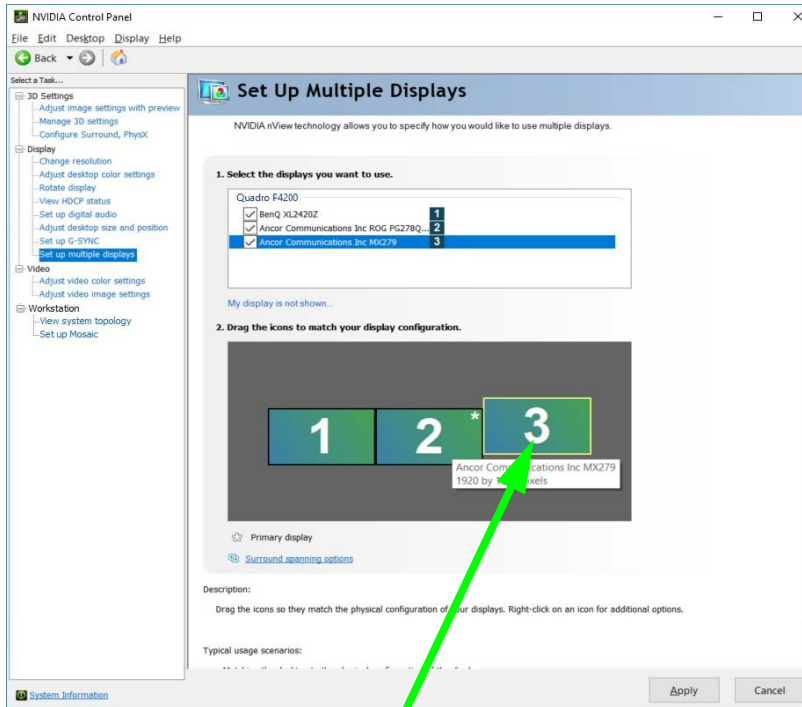 NVIDIA Control Panel
File Edit Desktop Display Help
Back
Select a Task...
3D Settings
Adjust image settings with preview
Manage 3D settings
Configure Surround, PhysX
Display
Change resolution
Adjust desktop color settings
Rotate display
View HDCP status
Set up digital audio
Adjust desktop size and position
Set up G-SYNC
Set up multiple displays
Video
Adjust video color settings
Adjust video image settings
Workstation
View system topology
Set up Mosaic
System Information
Set Up Multiple Displays
NVIDIA nView technology allows you to specify how you would like to use multiple displays.
1. Select the displays you want to use.
Quadro P4200
BenQ XL2420Z 1
Ancor Communications Inc ROG PG278Q... 2
Ancor Communications Inc MX279 3
My display is not shown...
2. Drag the icons to match your display configuration.
1 2 * 3
Ancor Communications Inc MX279
1920 by pixels
Primary display
Surround spanning options
Description:
Drag the icons so they match the physical configuration of your displays. Right-click on an icon for additional options.
Typical usage scenarios:
Apply Cancel